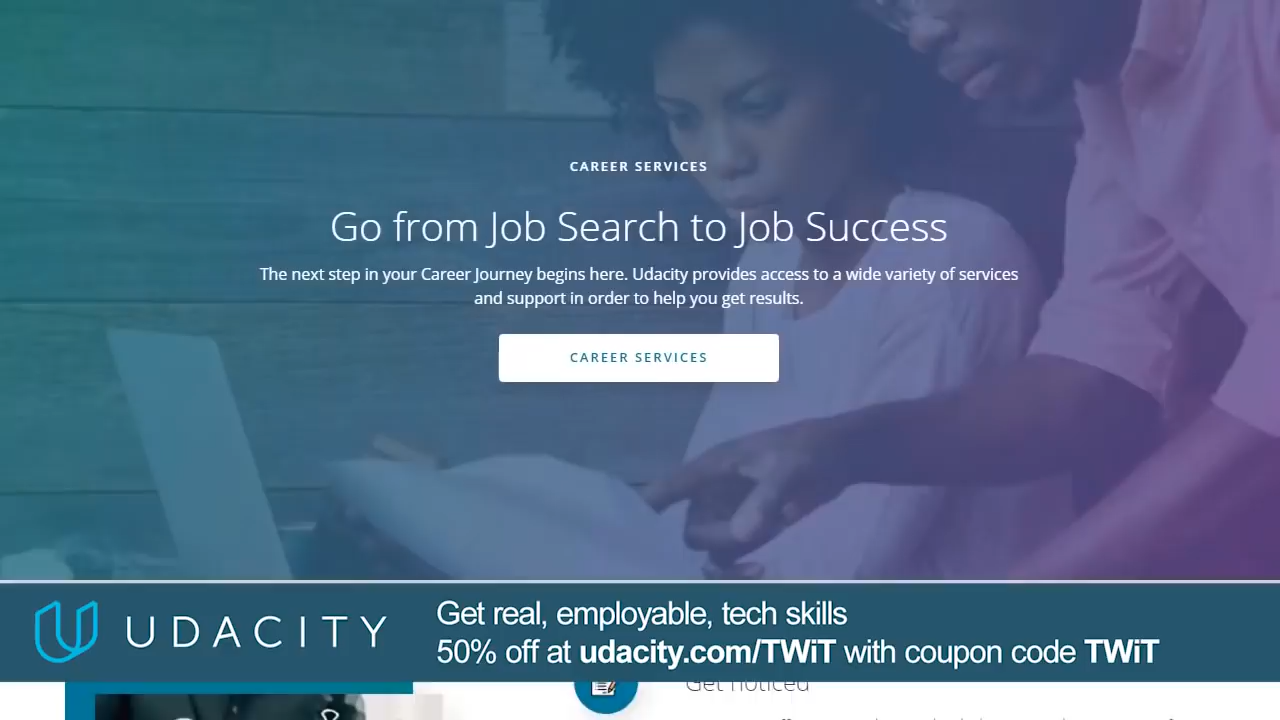 CAREER SERVICES
Go from Job Search to Job Success
The next step in your Career Journey begins here. Udacity provides access to a wide variety of services
and support in order to help you get results.
CAREER SERVICES
UDACITY
Get real, employable, tech skills
50% off at udacity.com/TWiT with coupon code TWiT
Get noticed